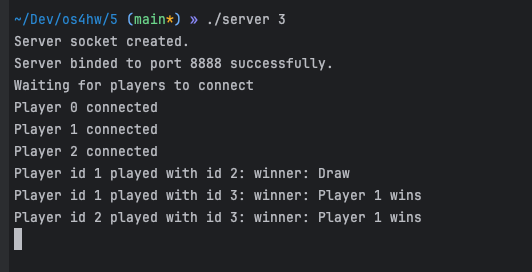 ~/Dev/os4hw/5 (main*) » ./server 3
Server socket created.
Server binded to port 8888 successfully.
Waiting for players to connect
Player 0 connected
Player 1 connected
Player 2 connected
Player id 1 played with id 2: winner: Draw
Player id 1 played with id 3: winner: Player 1 wins
Player id 2 played with id 3: winner: Player 1 wins